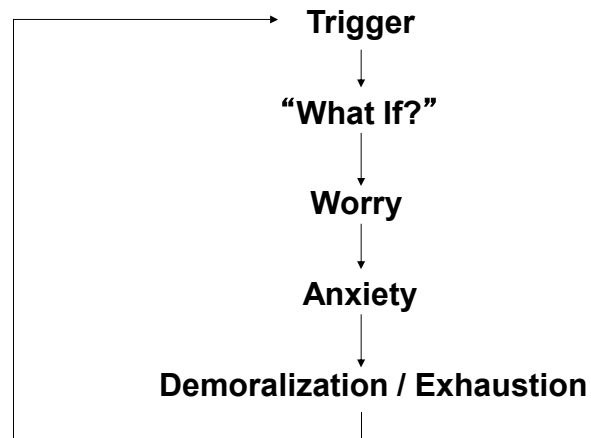 Trigger
“What If?”
Worry
Anxiety
Demoralization / Exhaustion